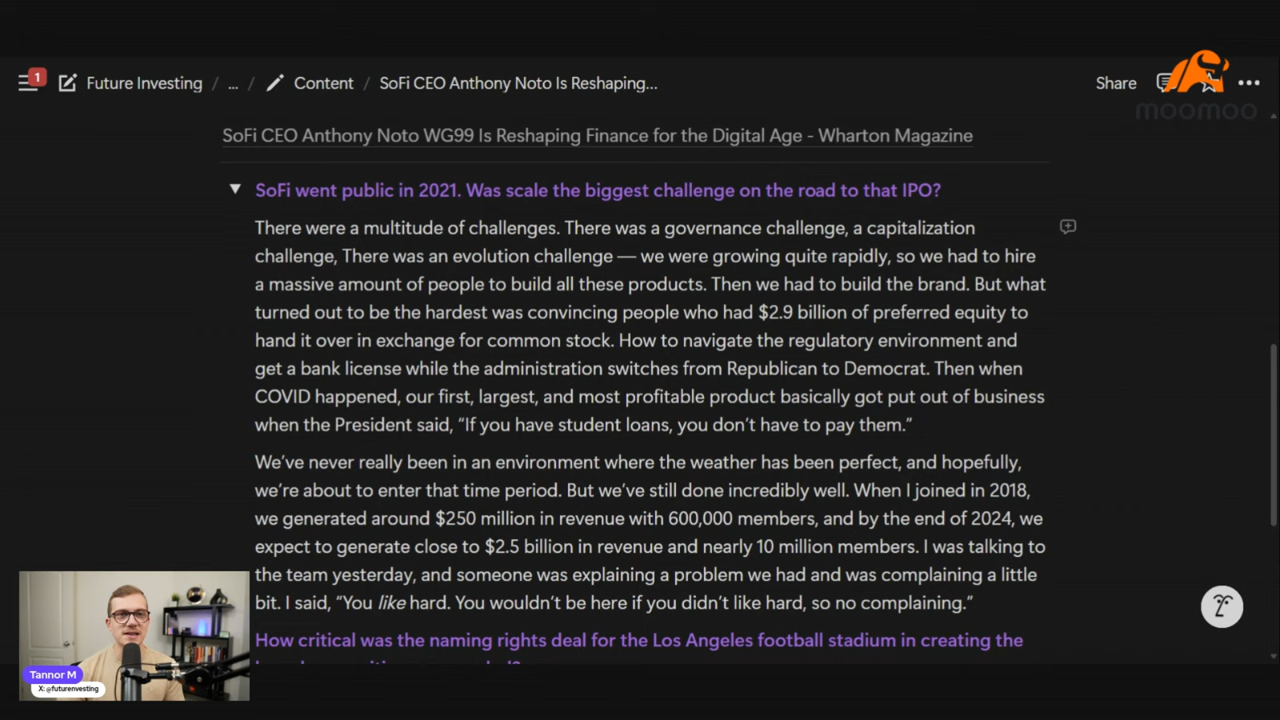 1
Future Investing / ... / Content / SoFi CEO Anthony Noto Is Reshaping...
Share
moomoo
SoFi CEO Anthony Noto WG99 Is Reshaping Finance for the Digital Age - Wharton Magazine
SoFi went public in 2021. Was scale the biggest challenge on the road to that IPO?
There were a multitude of challenges. There was a governance challenge, a capitalization
challenge, There was an evolution challenge — we were growing quite rapidly, so we had to hire
a massive amount of people to build all these products. Then we had to build the brand. But what
turned out to be the hardest was convincing people who had $2.9 billion of preferred equity to
hand it over in exchange for common stock. How to navigate the regulatory environment and
get a bank license while the administration switches from Republican to Democrat. Then when
COVID happened, our first, largest, and most profitable product basically got put out of business
when the President said, “If you have student loans, you don’t have to pay them.”
We’ve never really been in an environment where the weather has been perfect, and hopefully,
we’re about to enter that time period. But we’ve still done incredibly well. When I joined in 2018,
we generated around $250 million in revenue with 600,000 members, and by the end of 2024, we
expect to generate close to $2.5 billion in revenue and nearly 10 million members. I was talking to
the team yesterday, and someone was explaining a problem we had and was complaining a little
bit. I said, “You like hard. You wouldn’t be here if you didn’t like hard, so no complaining.”
How critical was the naming rights deal for the Los Angeles football stadium in creating the
Tannor M
X: @futurenvesting